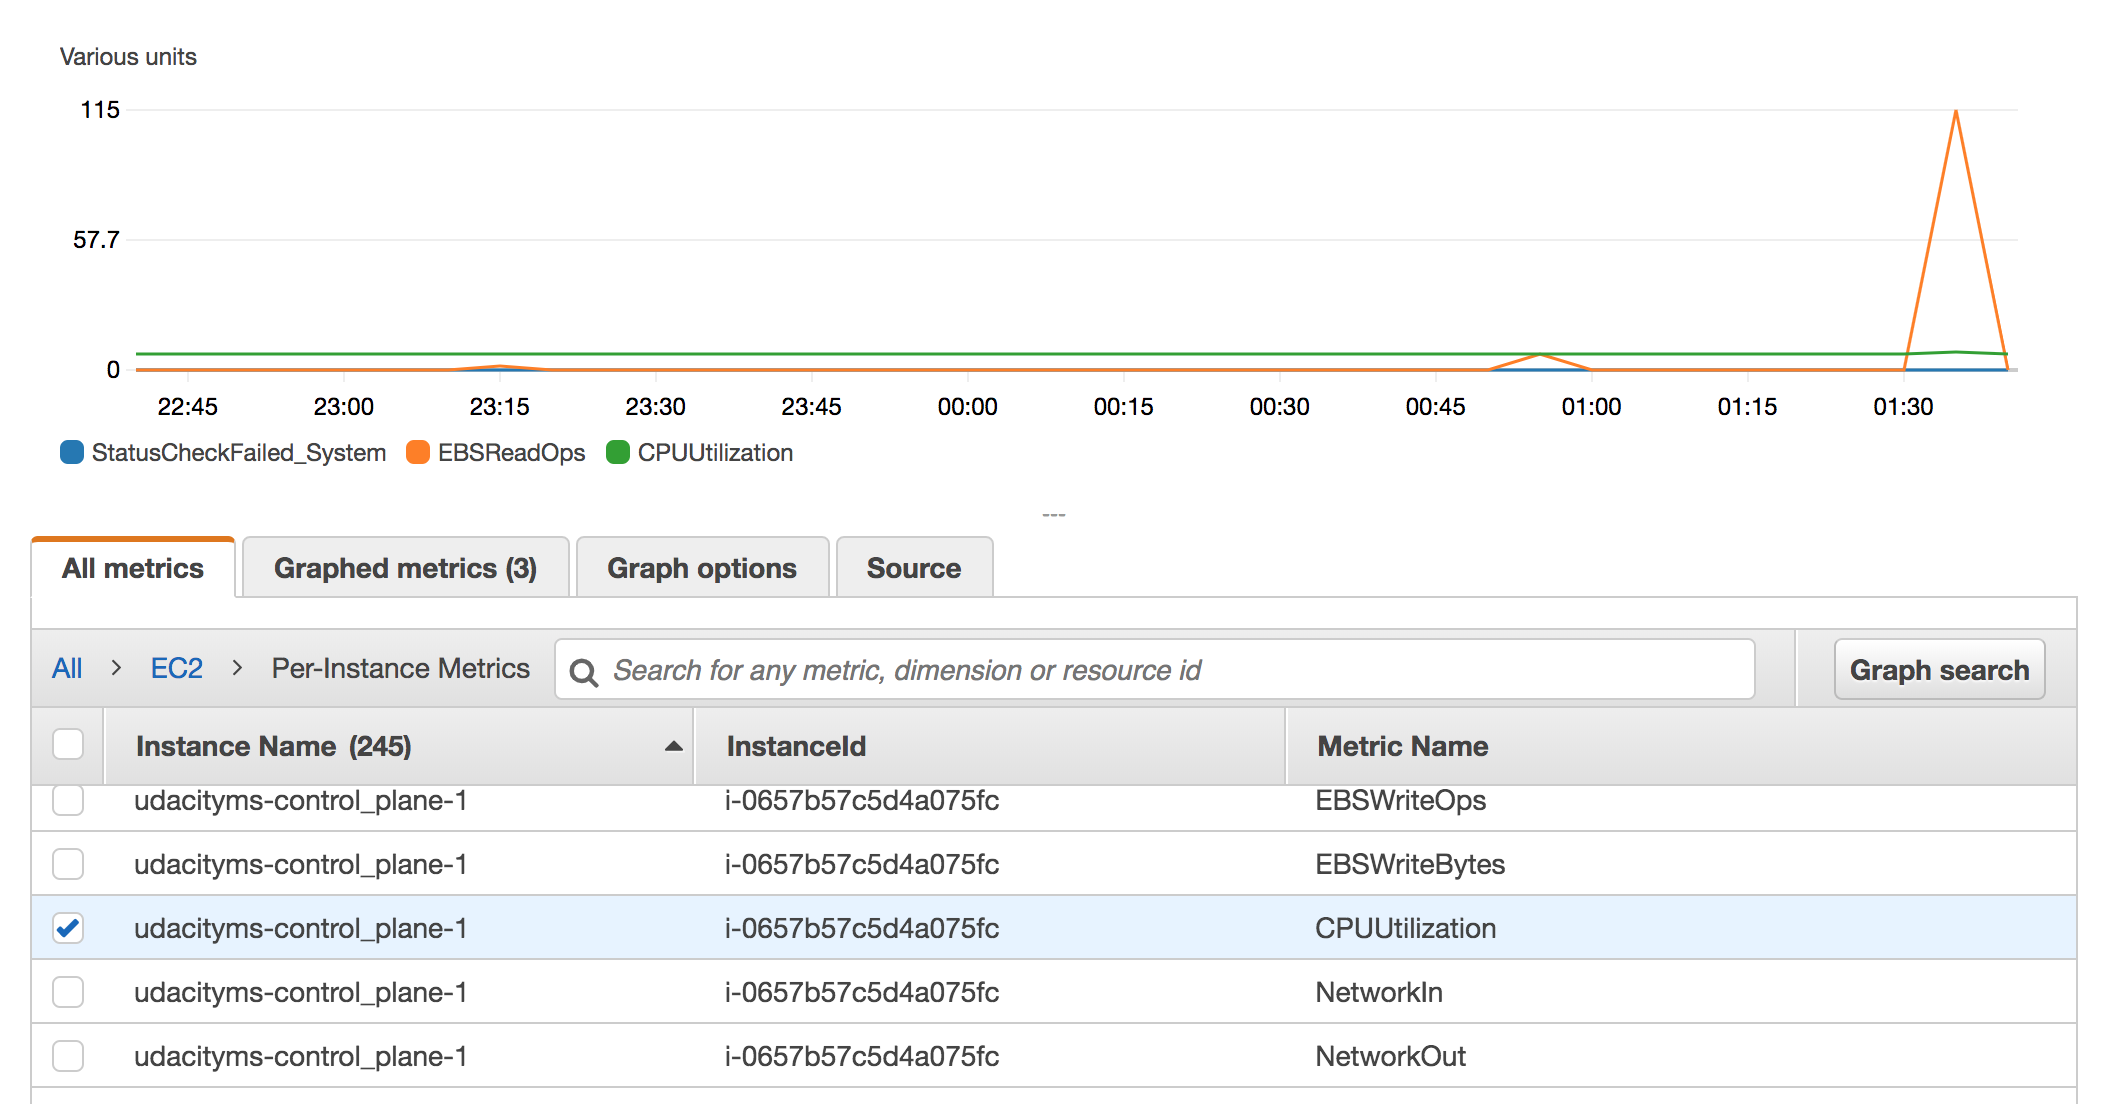 Various units
115
57.7
0
22:45 23:00 23:15 23:30 23:45 00:00 00:15 00:30 00:45 01:00 01:15 01:30
StatusCheckFailed_System EBSReadOps CPUUtilization
---
All metrics Graphed metrics (3) Graph options Source
All > EC2 > Per-Instance Metrics Search for any metric, dimension or resource id Graph search
Instance Name (245) InstanceId Metric Name
udacityms-control_plane-1 i-0657b57c5d4a075fc EBSWriteOps
udacityms-control_plane-1 i-0657b57c5d4a075fc EBSWriteBytes
udacityms-control_plane-1 i-0657b57c5d4a075fc CPUUtilization
udacityms-control_plane-1 i-0657b57c5d4a075fc NetworkIn
udacityms-control_plane-1 i-0657b57c5d4a075fc NetworkOut